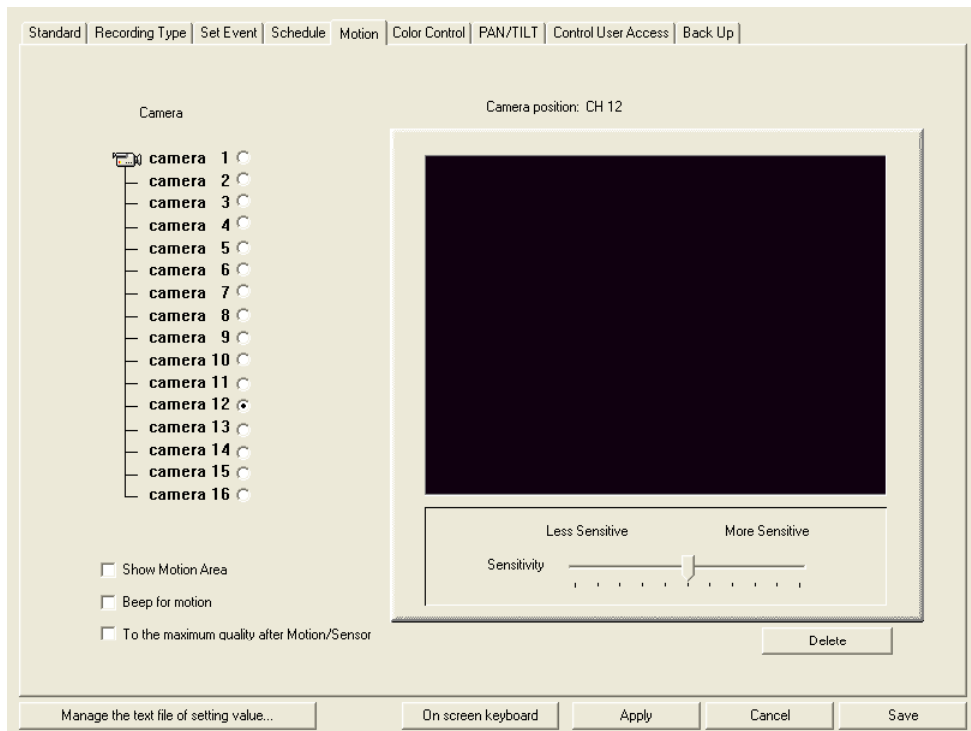 Standard Recording Type Set Event Schedule Motion Color Control PAN/TILT Control User Access Back Up
Camera
camera 1
camera 2
camera 3
camera 4
camera 5
camera 6
camera 7
camera 8
camera 9
camera 10
camera 11
camera 12
camera 13
camera 14
camera 15
camera 16
Show Motion Area
Beep for motion
To the maximum quality after Motion/Sensor
Camera position: CH 12
Less Sensitive More Sensitive
Sensitivity
Delete
Manage the text file of setting value... On screen keyboard Apply Cancel Save